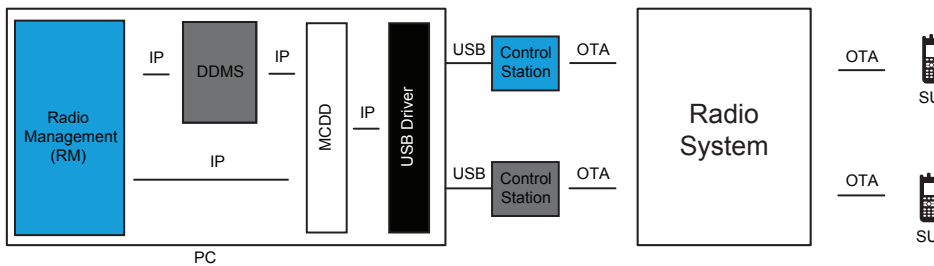 IP
DDMS
IP
USB
Control
Station
OTA
OTA
Radio
Management
(RM)
MCDD
IP
USB Driver
Radio
System
IP
USB
Control
Station
OTA
OTA
PC